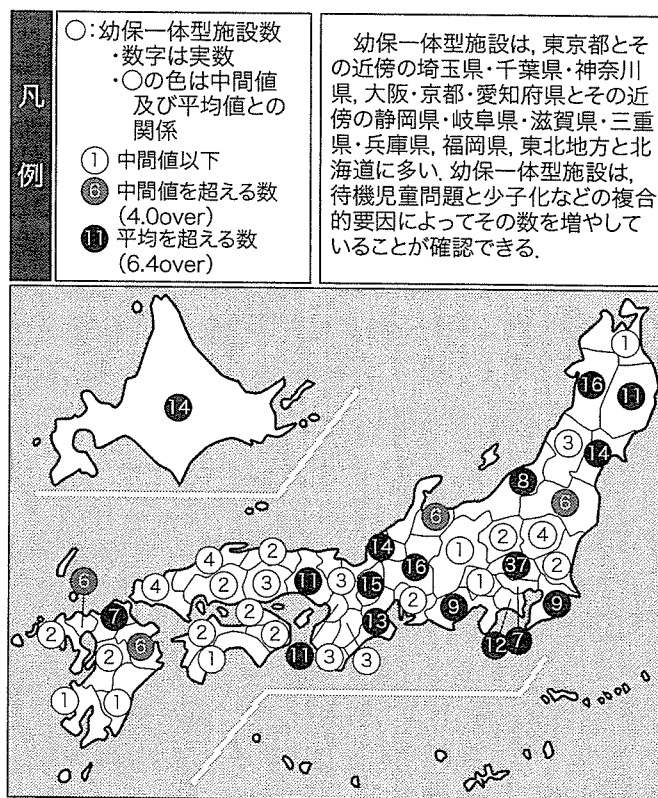 凡例
○:幼保一体型施設数
・数字は実数
・○の色は中間値
及び平均値との
関係
① 中間値以下
6 中間値を超える数
(4.0over)
11 平均を超える数
(6.4over)
幼保一体型施設は,東京都とそ
の近傍の埼玉県・千葉県・神奈川
県,大阪・京都・愛知府県とその近
傍の静岡県・岐阜県・滋賀県・三重
県・兵庫県,福岡県,東北地方と北
海道に多い.幼保一体型施設は,
待機児童問題と少子化などの複合
的要因によってその数を増やして
いることが確認できる.
1
16
11
14
3
14
8
6
6
14
2
4
1
37
16
2
4
2
11
3
15
1
4
2
3
6
2
9
9
13
7
2
2
12
7
2
6
2
2
11
3
3
1
1
1